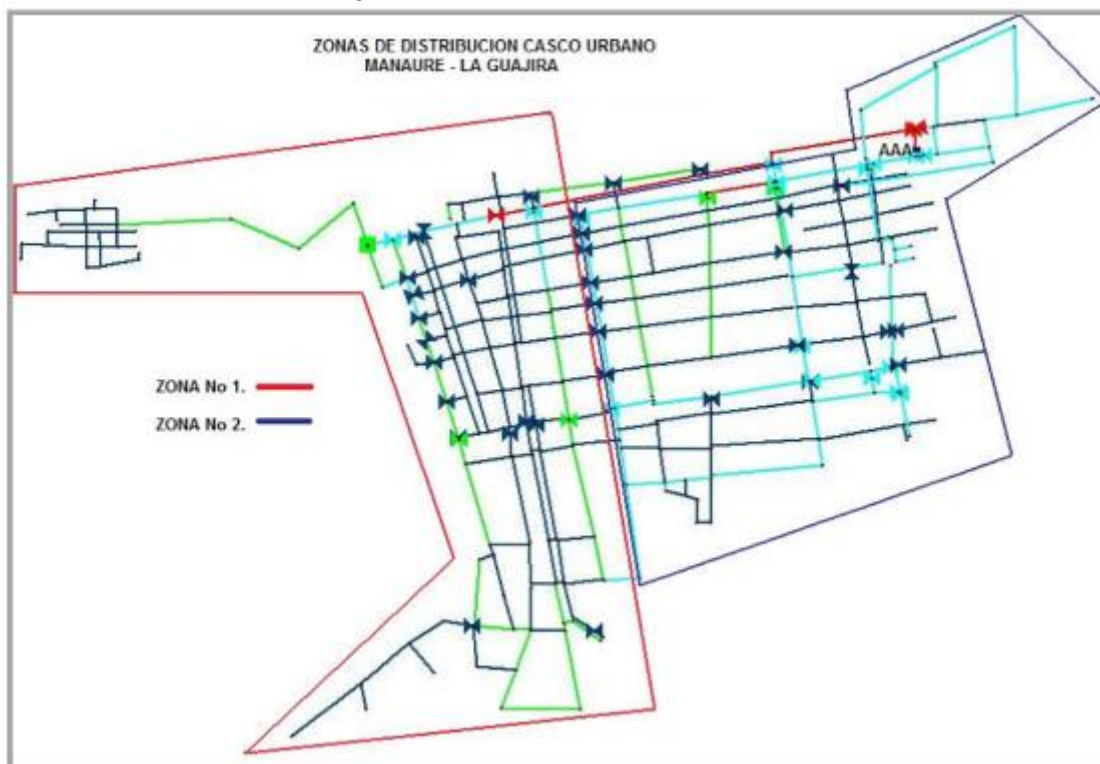 ZONAS DE DISTRIBUCION CASCO URBANO
MANAURE - LA GUAJIRA
AAA
ZONA No 1.
ZONA No 2.